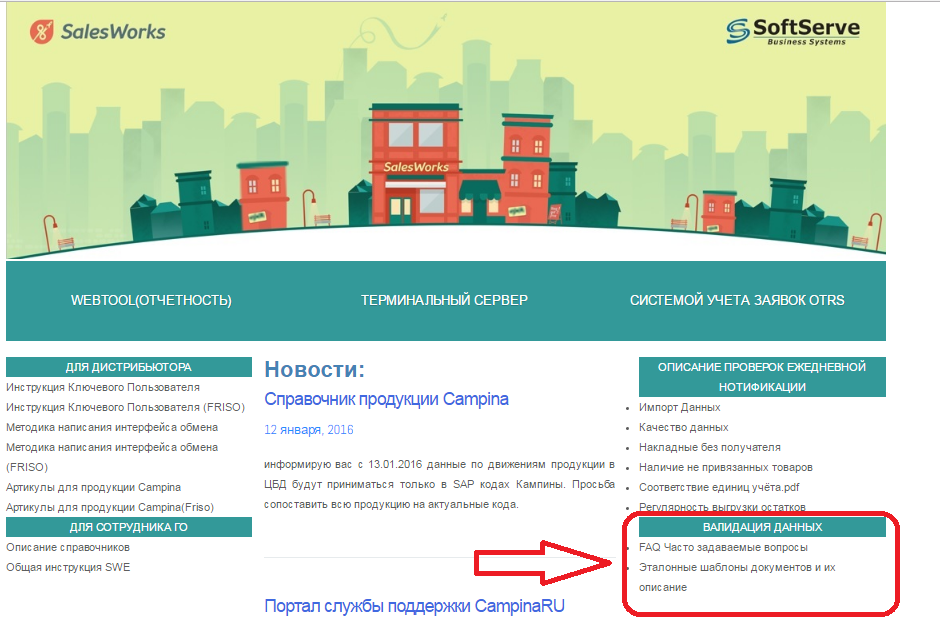 SalesWorks
SoftServe
Business Systems
SalesWorks
WEBTOOL(ОТЧЕТНОСТЬ)
ТЕРМИНАЛЬНЫЙ СЕРВЕР
СИСТЕМОЙ УЧЕТА ЗАЯВОК OTRS
ДЛЯ ДИСТРИБЬЮТОРА
Инструкция Ключевого Пользователя
Инструкция Ключевого Пользователя (FRISO)
Методика написания интерфейса обмена
Методика написания интерфейса обмена
(FRISO)
Артикулы для продукции Campina
Артикулы для продукции Campina(Friso)
ДЛЯ СОТРУДНИКА ГО
Описание справочников
Общая инструкция SWE
Новости:
Справочник продукции Campina
12 января, 2016
информирую вас с 13.01.2016 данные по движениям продукции в
ЦБД будут приниматься только в SAP кодах Кампины. Просьба
сопоставить всю продукцию на актуальные кода.
Портал службы поддержки CampinaRU
ОПИСАНИЕ ПРОВЕРОК ЕЖЕДНЕВНОЙ
НОТИФИКАЦИИ
Импорт Данных
Качество данных
Накладные без получателя
Наличие не привязанных товаров
Соответствие единиц учёта.pdf
Регулярность выгрузки остатков
ВАЛИДАЦИЯ ДАННЫХ
FAQ Часто задаваемые вопросы
Эталонные шаблоны документов и их
описание